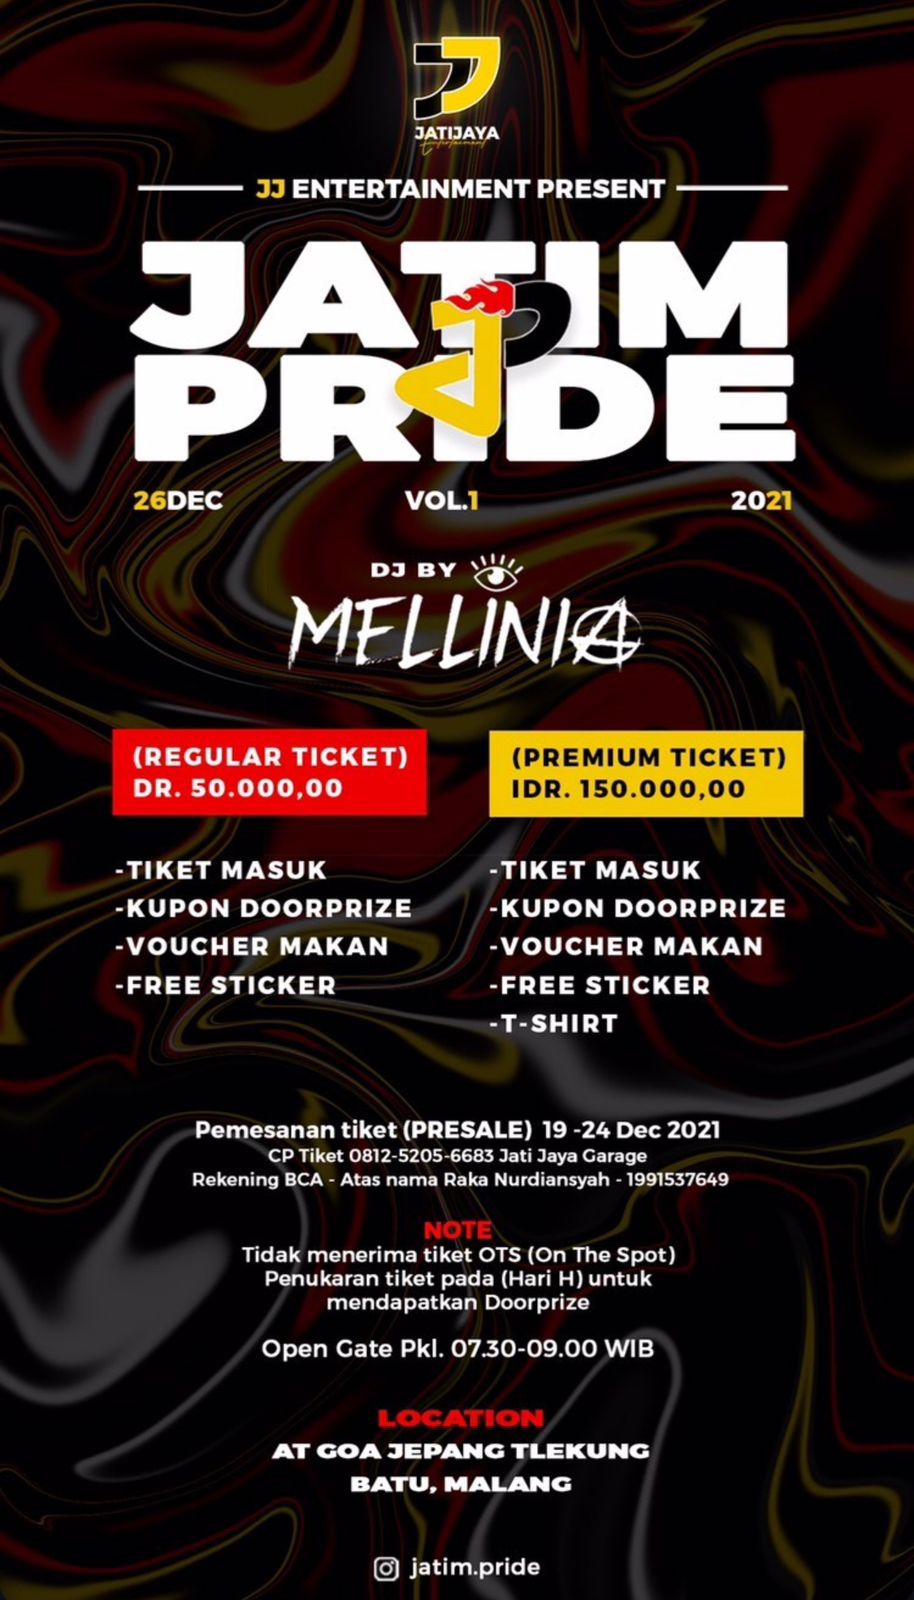 JATIJAYA
Entertainment
JJ ENTERTAINMENT PRESENT
JATIM
PRIDE
26DEC VOL.1 2021
DJ BY
MELLINIA
(REGULAR TICKET)
DR. 50.000,00
-TIKET MASUK
-KUPON DOORPRIZE
-VOUCHER MAKAN
-FREE STICKER
(PREMIUM TICKET)
IDR. 150.000,00
-TIKET MASUK
-KUPON DOORPRIZE
-VOUCHER MAKAN
-FREE STICKER
-T-SHIRT
Pemesanan tiket (PRESALE) 19 -24 Dec 2021
CP Tiket 0812-5205-6683 Jati Jaya Garage
Rekening BCA - Atas nama Raka Nurdiansyah - 1991537649
NOTE
Tidak menerima tiket OTS (On The Spot)
Penukaran tiket pada (Hari H) untuk
mendapatkan Doorprize
Open Gate Pkl. 07.30-09.00 WIB
LOCATION
AT GOA JEPANG TLEKUNG
BATU, MALANG
jatim.pride